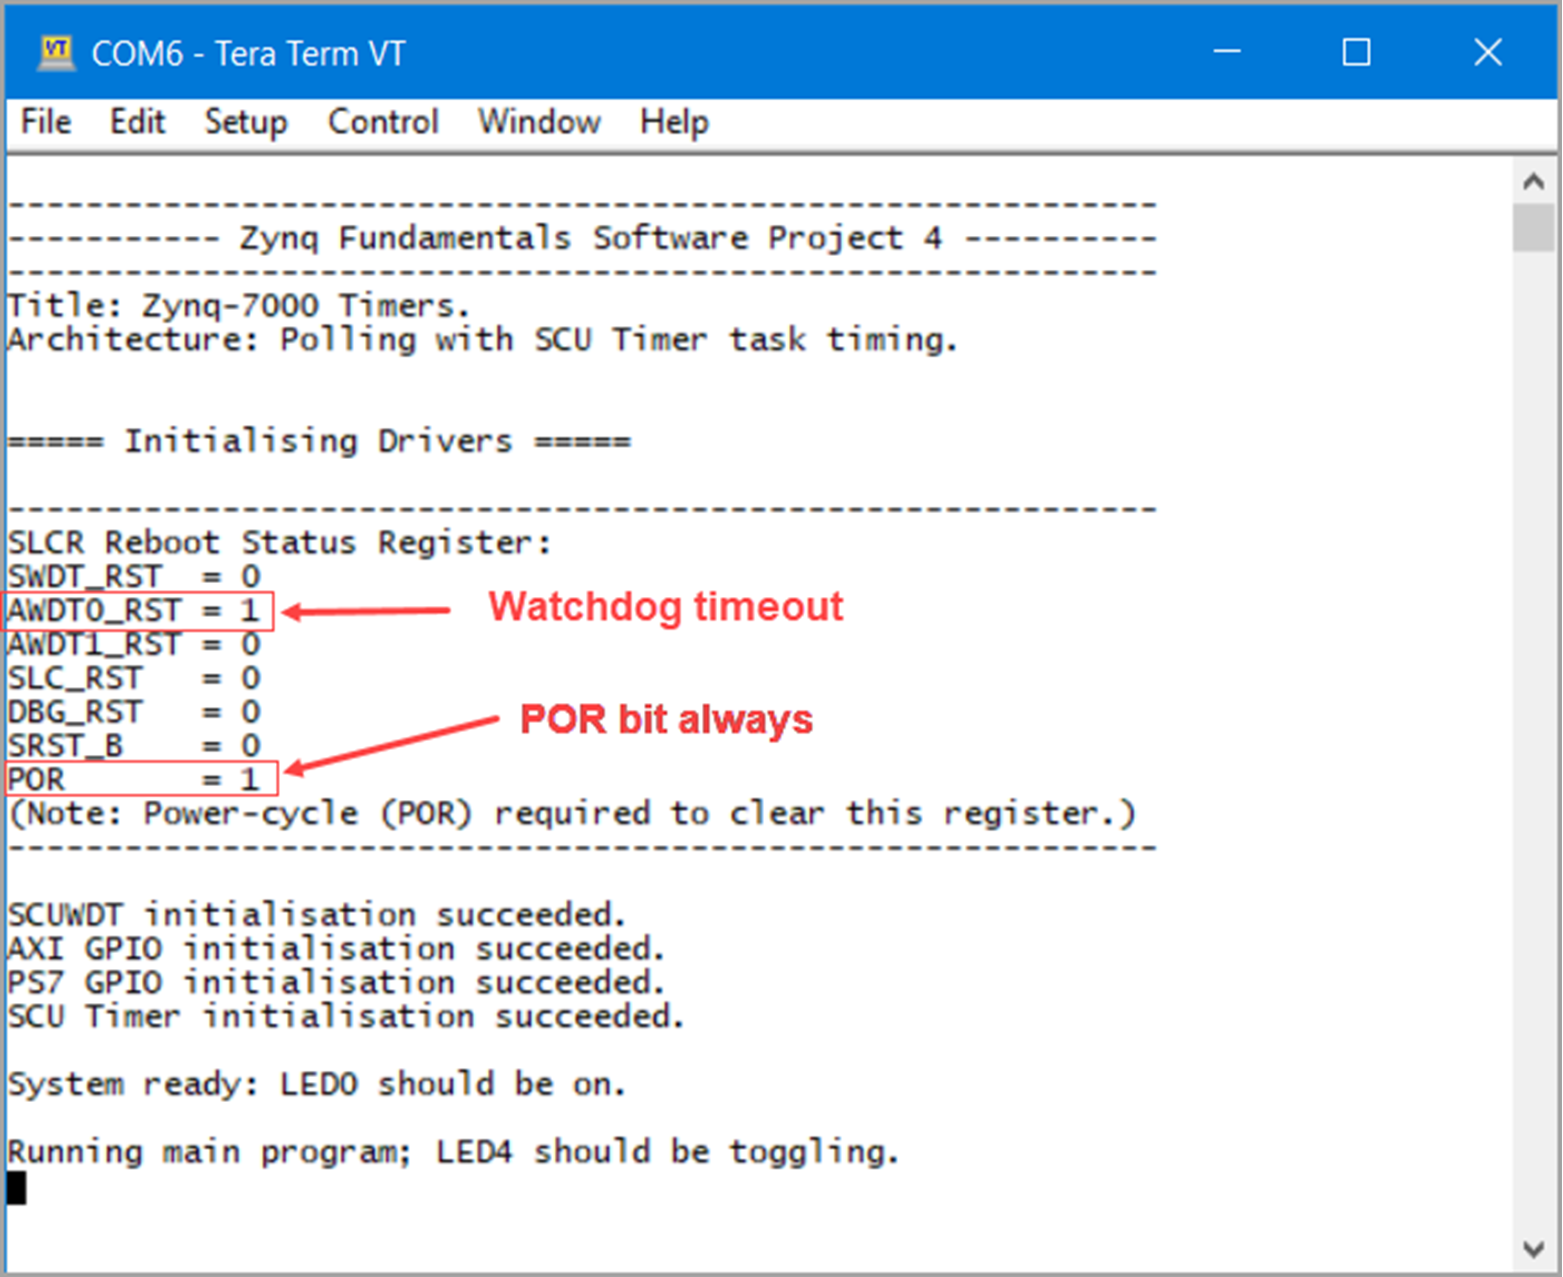 COM6 - Tera Term VT
File Edit Setup Control Window Help
------------------------------------------------------------
----------- Zynq Fundamentals Software Project 4 ----------
------------------------------------------------------------
Title: Zynq-7000 Timers.
Architecture: Polling with SCU Timer task timing.
===== Initialising Drivers =====
------------------------------------------------------------
SLCR Reboot Status Register:
SWDT_RST = 0
AWDT0_RST = 1 Watchdog timeout
AWDT1_RST = 0
SLC_RST = 0
DBG_RST = 0 POR bit always
SRST_B = 0
POR = 1
(Note: Power-cycle (POR) required to clear this register.)
------------------------------------------------------------
SCUWDT initialisation succeeded.
AXI GPIO initialisation succeeded.
PS7 GPIO initialisation succeeded.
SCU Timer initialisation succeeded.
System ready: LED0 should be on.
Running main program; LED4 should be toggling.